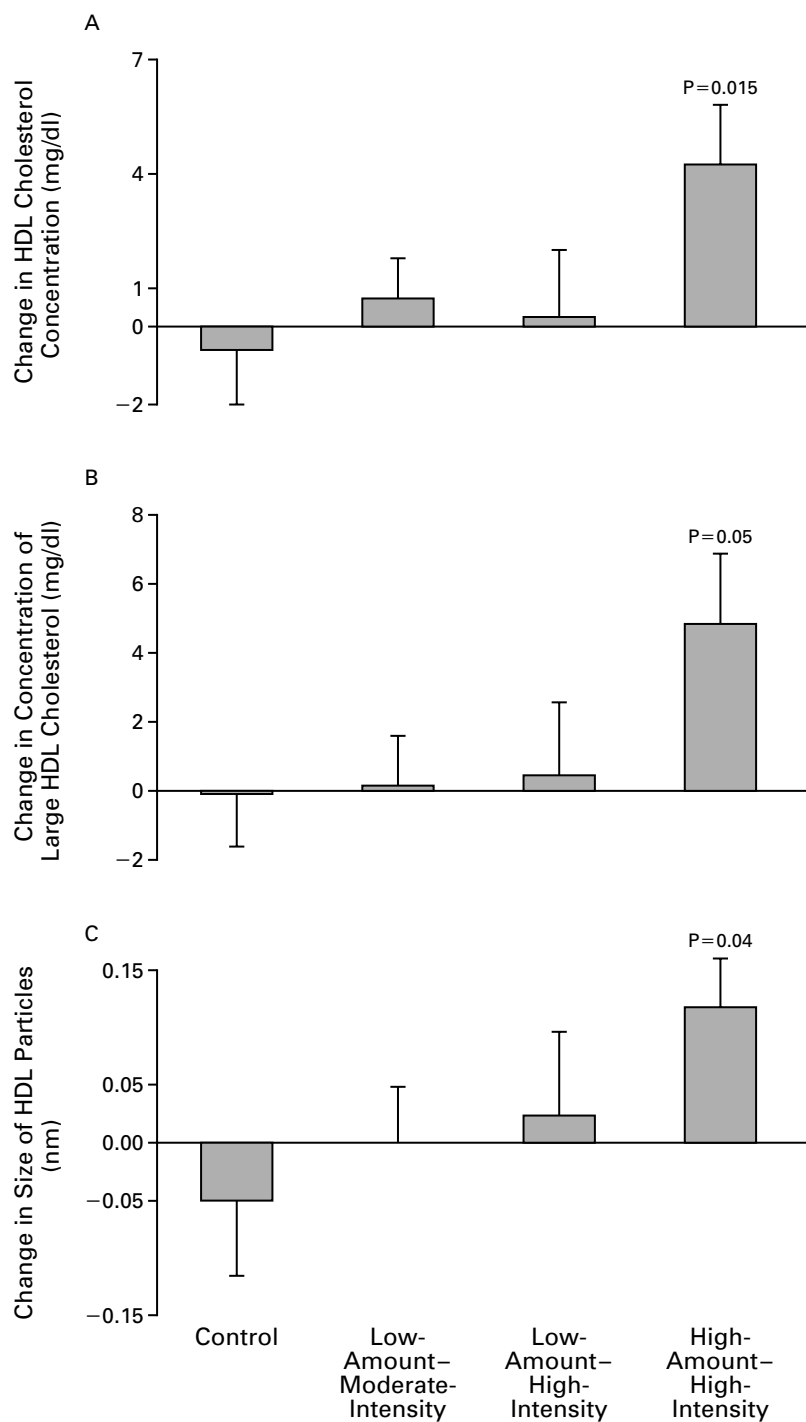 A
Change in HDL Cholesterol
Concentration (mg/dl)
7
4
1
0
−2
P=0.015
B
Change in Concentration of
Large HDL Cholesterol (mg/dl)
8
6
4
2
0
−2
P=0.05
C
Change in Size of HDL Particles
(nm)
0.15
0.05
0.00
−0.05
−0.15
P=0.04
Control
Low-
Amount–
Moderate-
Intensity
Low-
Amount–
High-
Intensity
High-
Amount–
High-
Intensity